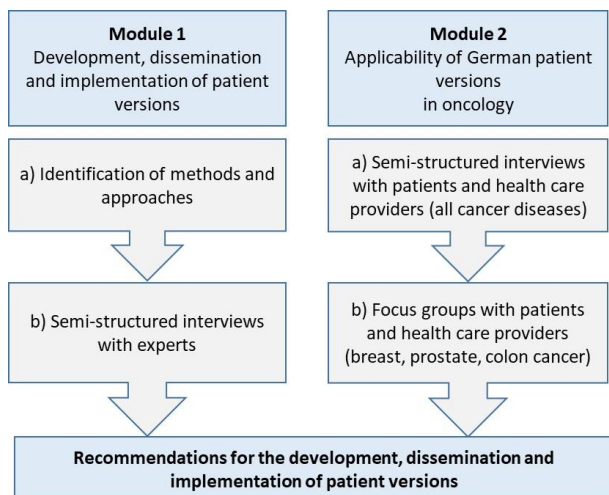 Module 1
Development, dissemination
and implementation of patient
versions
a) Identification of methods and
approaches
b) Semi-structured interviews
with experts
Module 2
Applicability of German patient
versions
in oncology
a) Semi-structured interviews
with patients and health care
providers (all cancer diseases)
b) Focus groups with patients
and health care providers
(breast, prostate, colon cancer)
Recommendations for the development, dissemination and
implementation of patient versions